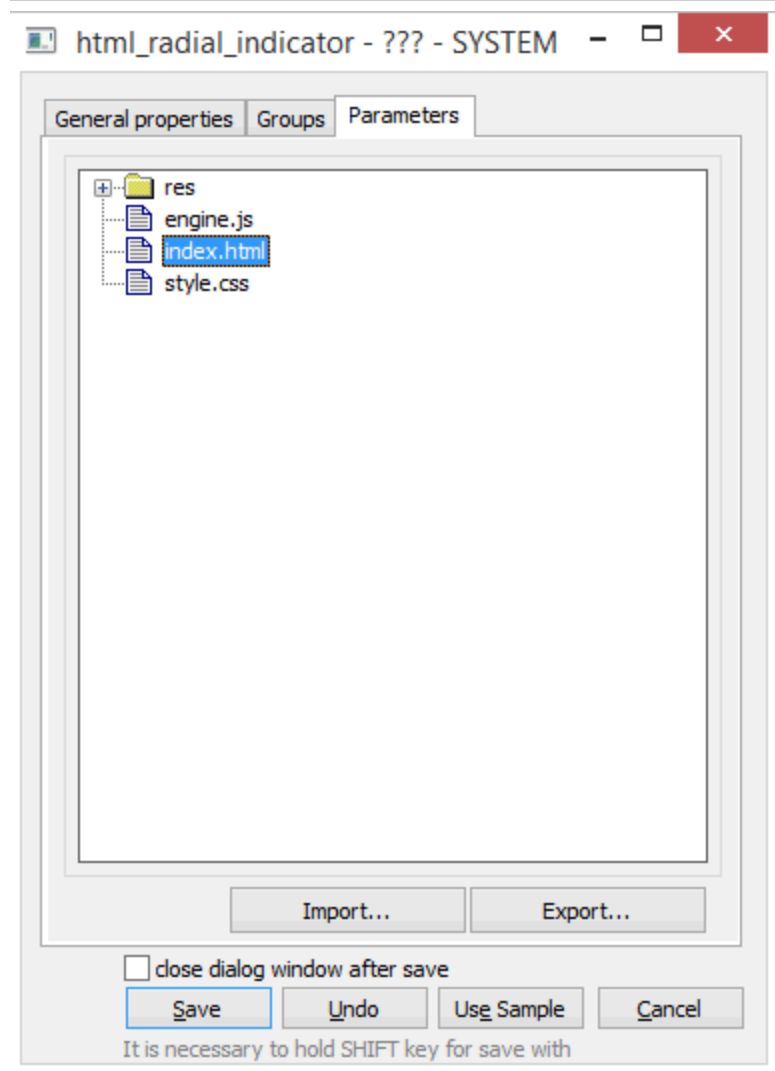 html_radial_indicator - ??? - SYSTEM
General properties Groups Parameters
res
engine.js
index.html
style.css
Import... Export...
close dialog window after save
Save Undo Use Sample Cancel
It is necessary to hold SHIFT key for save with